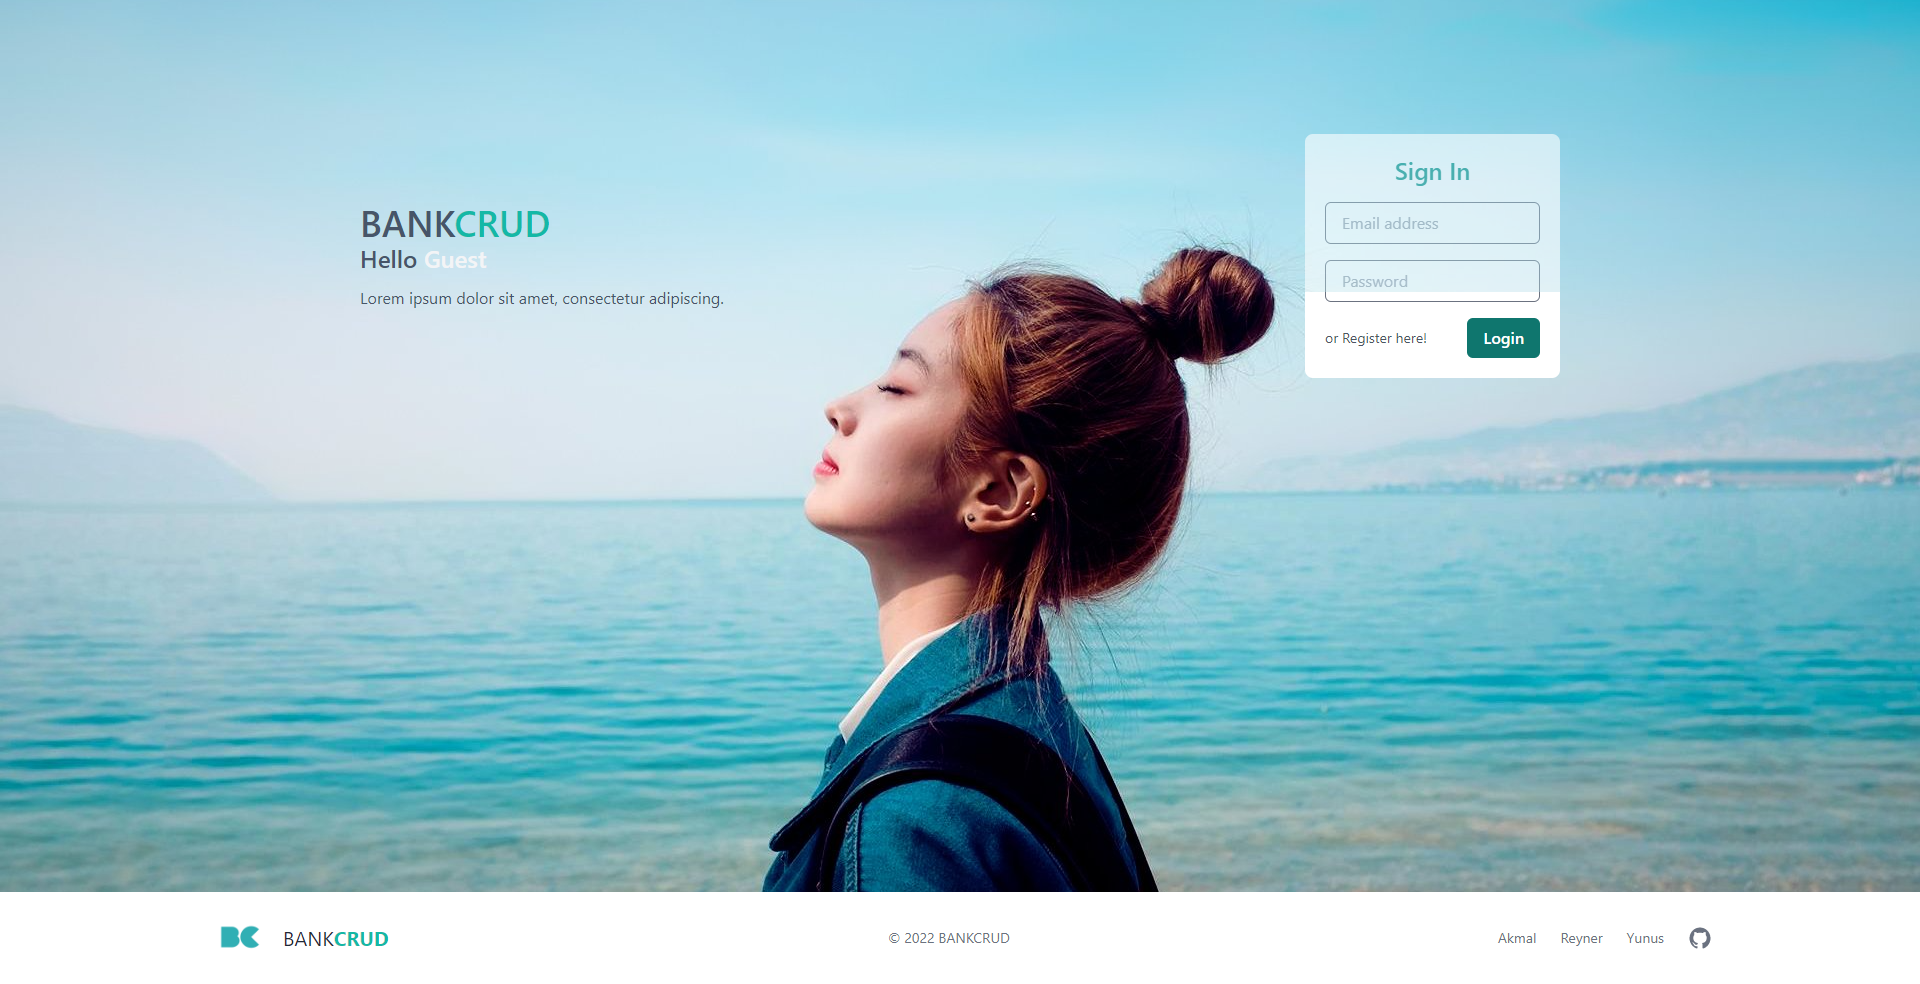 BANKCRUD
Hello Guest
Lorem ipsum dolor sit amet, consectetur adipiscing.
Sign In
Email address
Password
or Register here!
Login
BC
BANKCRUD
© 2022 BANKCRUD
Akmal
Reyner
Yunus